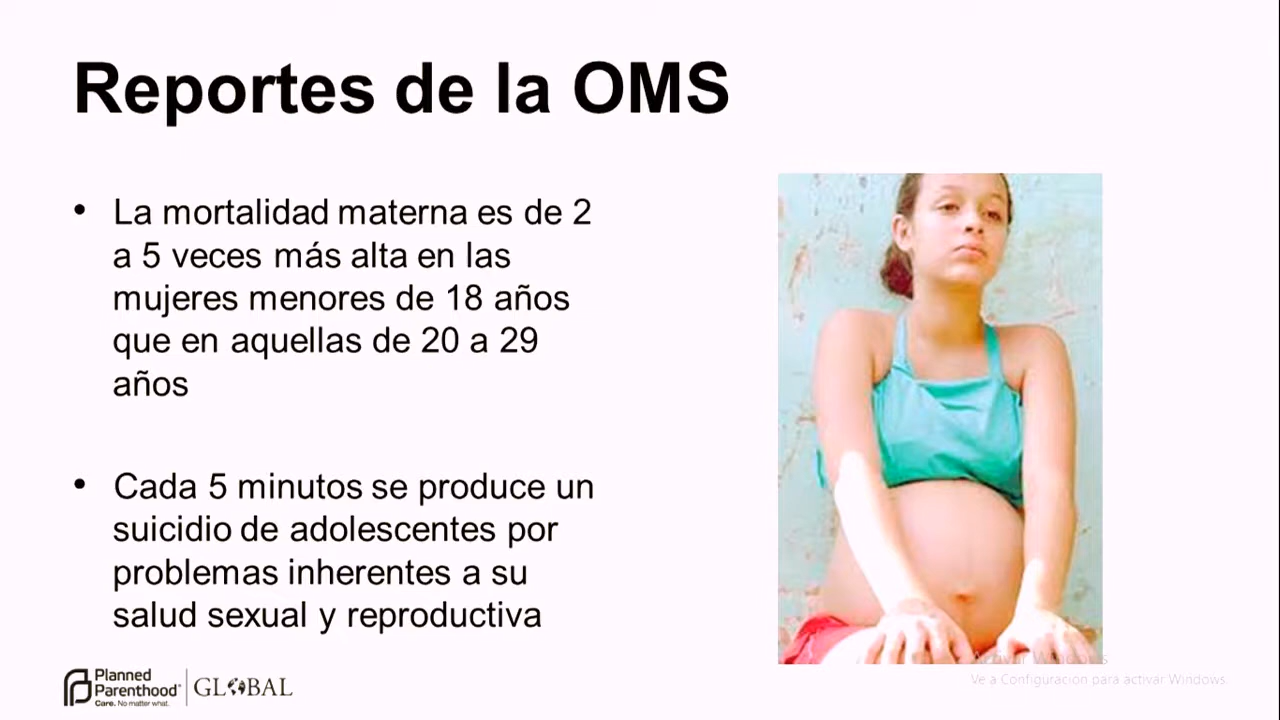 Reportes de la OMS
• La mortalidad materna es de 2
a 5 veces más alta en las
mujeres menores de 18 años
que en aquellas de 20 a 29
años
• Cada 5 minutos se produce un
suicidio de adolescentes por
problemas inherentes a su
salud sexual y reproductiva
Planned
Parenthood®
Care. No matter what.
GLOBAL
Activar Windows
Ve a Configuración para activar Windows.